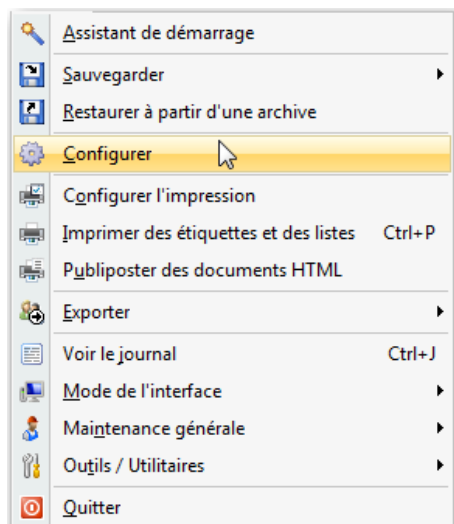 Assistant de démarrage
Sauvegarder
Restaurer à partir d'une archive
Configurer
Configurer l'impression
Imprimer des étiquettes et des listes Ctrl+P
Publiposter des documents HTML
Exporter
Voir le journal Ctrl+J
Mode de l'interface
Maintenance générale
Outils / Utilitaires
Quitter